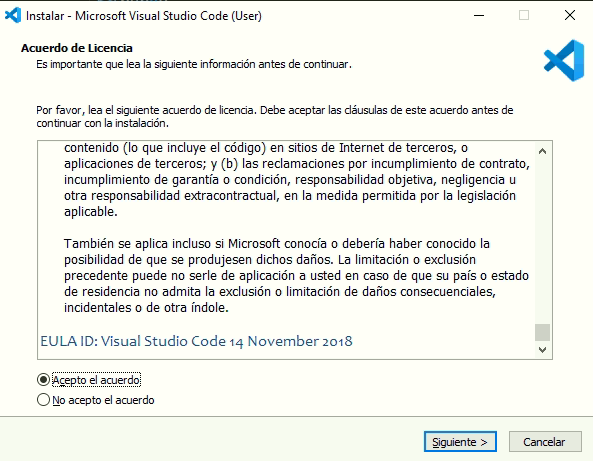 Instalar - Microsoft Visual Studio Code (User)
Acuerdo de Licencia
Es importante que lea la siguiente información antes de continuar.
Por favor, lea el siguiente acuerdo de licencia. Debe aceptar las cláusulas de este acuerdo antes de
continuar con la instalación.
contenido (lo que incluye el código) en sitios de Internet de terceros, o
aplicaciones de terceros; y (b) las reclamaciones por incumplimiento de contrato,
incumplimiento de garantía o condición, responsabilidad objetiva, negligencia u
otra responsabilidad extracontractual, en la medida permitida por la legislación
aplicable.
También se aplica incluso si Microsoft conocía o debería haber conocido la
posibilidad de que se produjesen dichos daños. La limitación o exclusión
precedente puede no serle de aplicación a usted en caso de que su país o estado
de residencia no admita la exclusión o limitación de daños consecuenciales,
incidentales o de otra índole.
EULA ID: Visual Studio Code 14 November 2018
Acepto el acuerdo
No acepto el acuerdo
Siguiente >
Cancelar